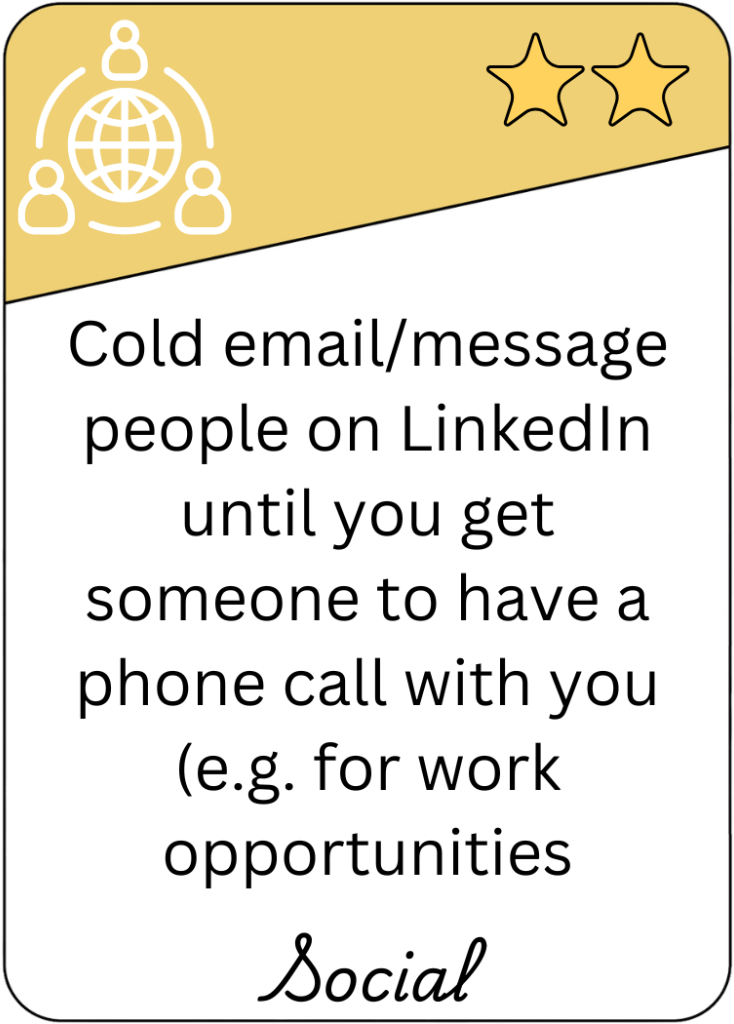 Cold email/message
people on LinkedIn
until you get
someone to have a
phone call with you
(e.g. for work
opportunities
Social